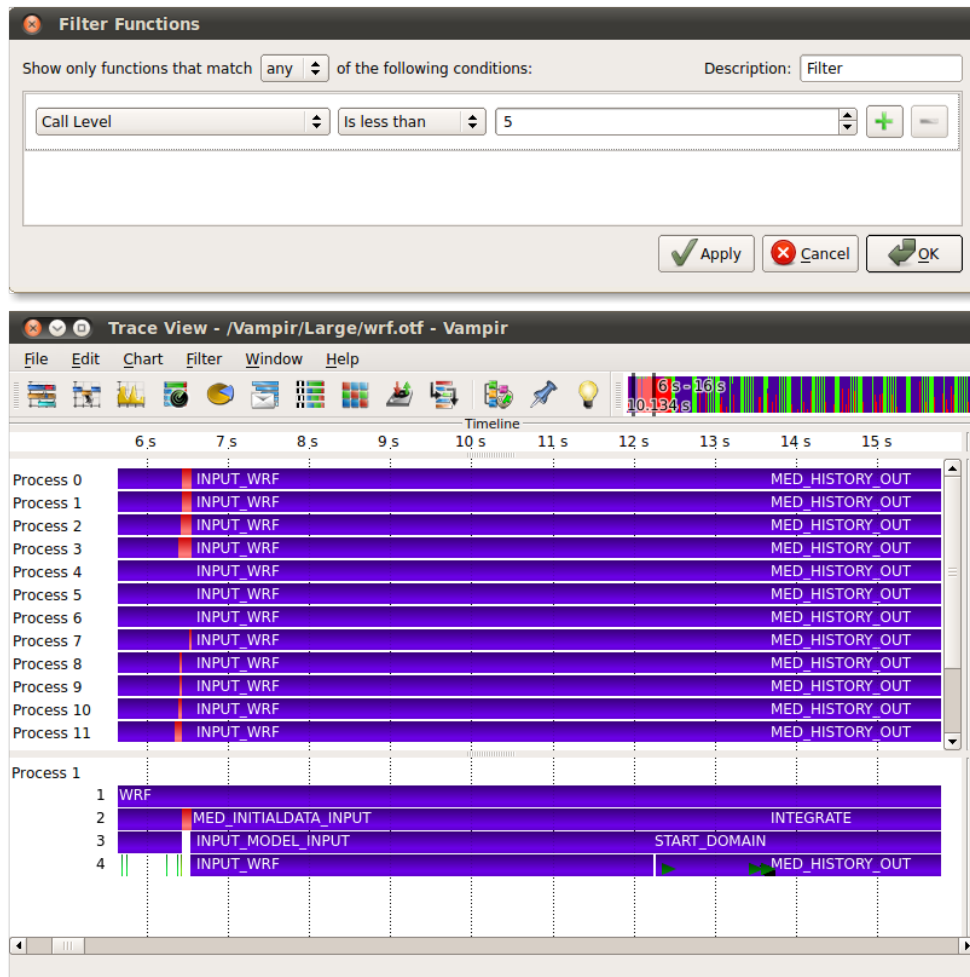 Filter Functions
Show only functions that match any of the following conditions: Description: Filter
Call Level Is less than 5
Apply Cancel OK
Trace View - /Vampir/Large/wrf.otf - Vampir
File Edit Chart Filter Window Help
6 s - 16 s
10.134 s
Timeline
6 s 7 s 8 s 9 s 10 s 11 s 12 s 13 s 14 s 15 s
Process 0 INPUT_WRF MED_HISTORY_OUT
Process 1 INPUT_WRF MED_HISTORY_OUT
Process 2 INPUT_WRF MED_HISTORY_OUT
Process 3 INPUT_WRF MED_HISTORY_OUT
Process 4 INPUT_WRF MED_HISTORY_OUT
Process 5 INPUT_WRF MED_HISTORY_OUT
Process 6 INPUT_WRF MED_HISTORY_OUT
Process 7 INPUT_WRF MED_HISTORY_OUT
Process 8 INPUT_WRF MED_HISTORY_OUT
Process 9 INPUT_WRF MED_HISTORY_OUT
Process 10 INPUT_WRF MED_HISTORY_OUT
Process 11 INPUT_WRF MED_HISTORY_OUT
Process 1
1 WRF
2 MED_INITIALDATA_INPUT INTEGRATE
3 INPUT_MODEL_INPUT START_DOMAIN
4 INPUT_WRF MED_HISTORY_OUT